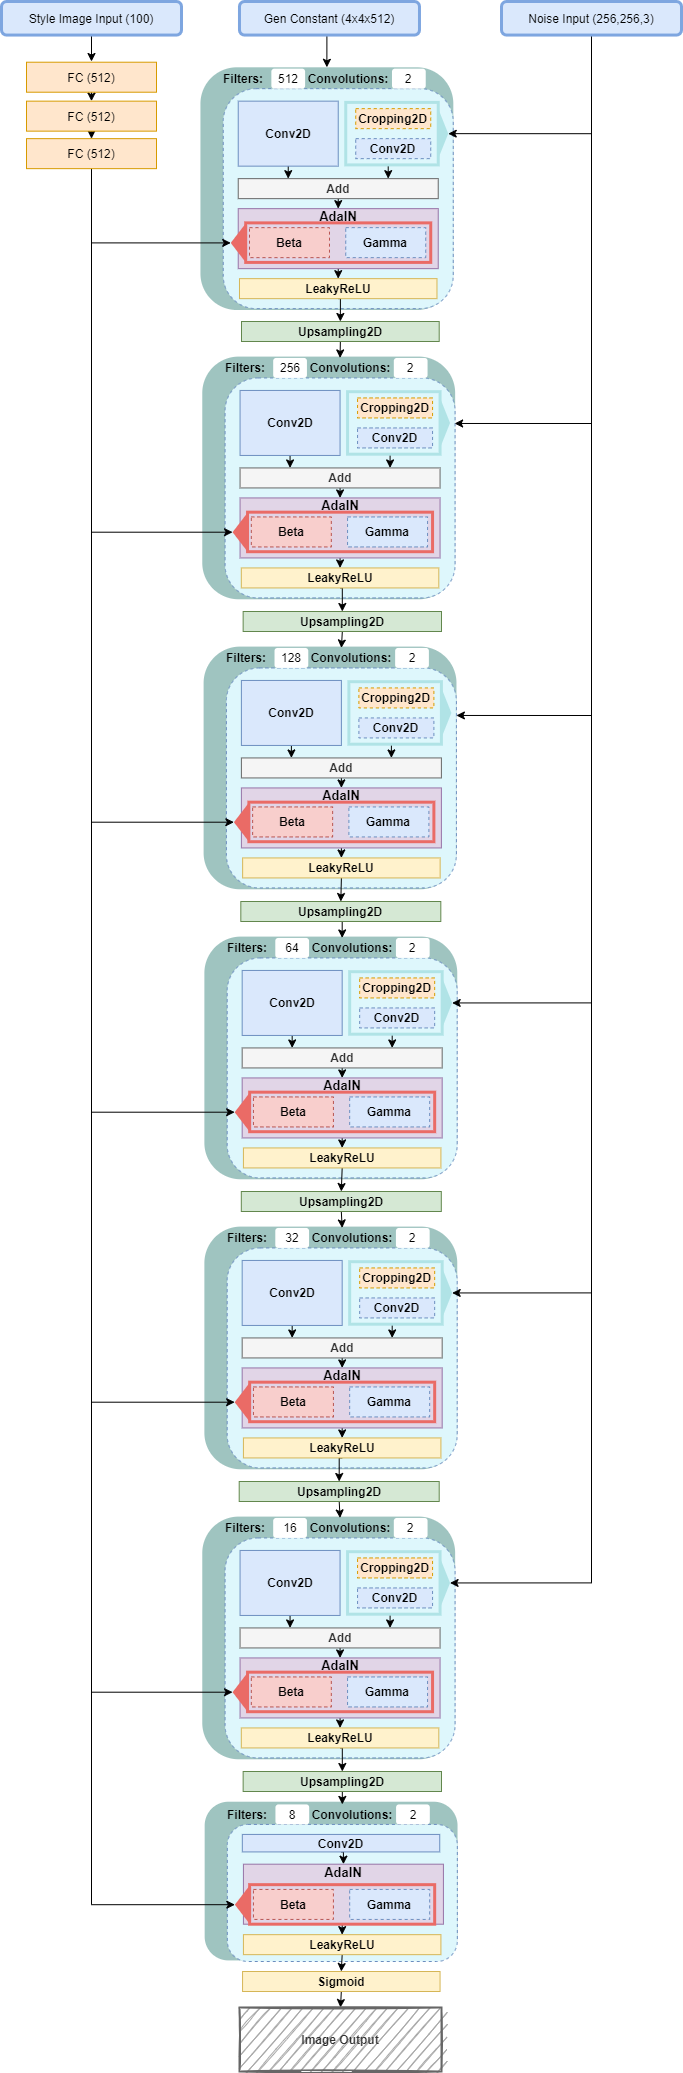 Style Image Input (100)
Gen Constant (4x4x512)
Noise Input (256,256,3)
FC (512)
FC (512)
FC (512)
Filters: 512 Convolutions: 2
Conv2D
Cropping2D
Conv2D
Add
AdaIN
Beta
Gamma
LeakyReLU
Upsampling2D
Filters: 256 Convolutions: 2
Conv2D
Cropping2D
Conv2D
Add
AdaIN
Beta
Gamma
LeakyReLU
Upsampling2D
Filters: 128 Convolutions: 2
Conv2D
Cropping2D
Conv2D
Add
AdaIN
Beta
Gamma
LeakyReLU
Upsampling2D
Filters: 64 Convolutions: 2
Conv2D
Cropping2D
Conv2D
Add
AdaIN
Beta
Gamma
LeakyReLU
Upsampling2D
Filters: 32 Convolutions: 2
Conv2D
Cropping2D
Conv2D
Add
AdaIN
Beta
Gamma
LeakyReLU
Upsampling2D
Filters: 16 Convolutions: 2
Conv2D
Cropping2D
Conv2D
Add
AdaIN
Beta
Gamma
LeakyReLU
Upsampling2D
Filters: 8 Convolutions: 2
Conv2D
AdaIN
Beta
Gamma
LeakyReLU
Sigmoid
Image Output